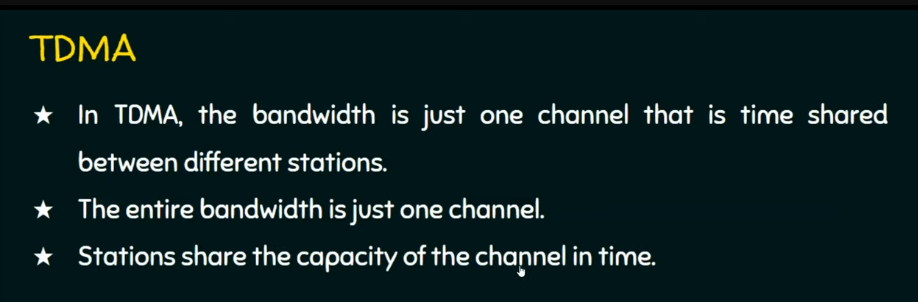 TDMA
★ In TDMA, the bandwidth is just one channel that is time shared
between different stations.
★ The entire bandwidth is just one channel.
★ Stations share the capacity of the channel in time.